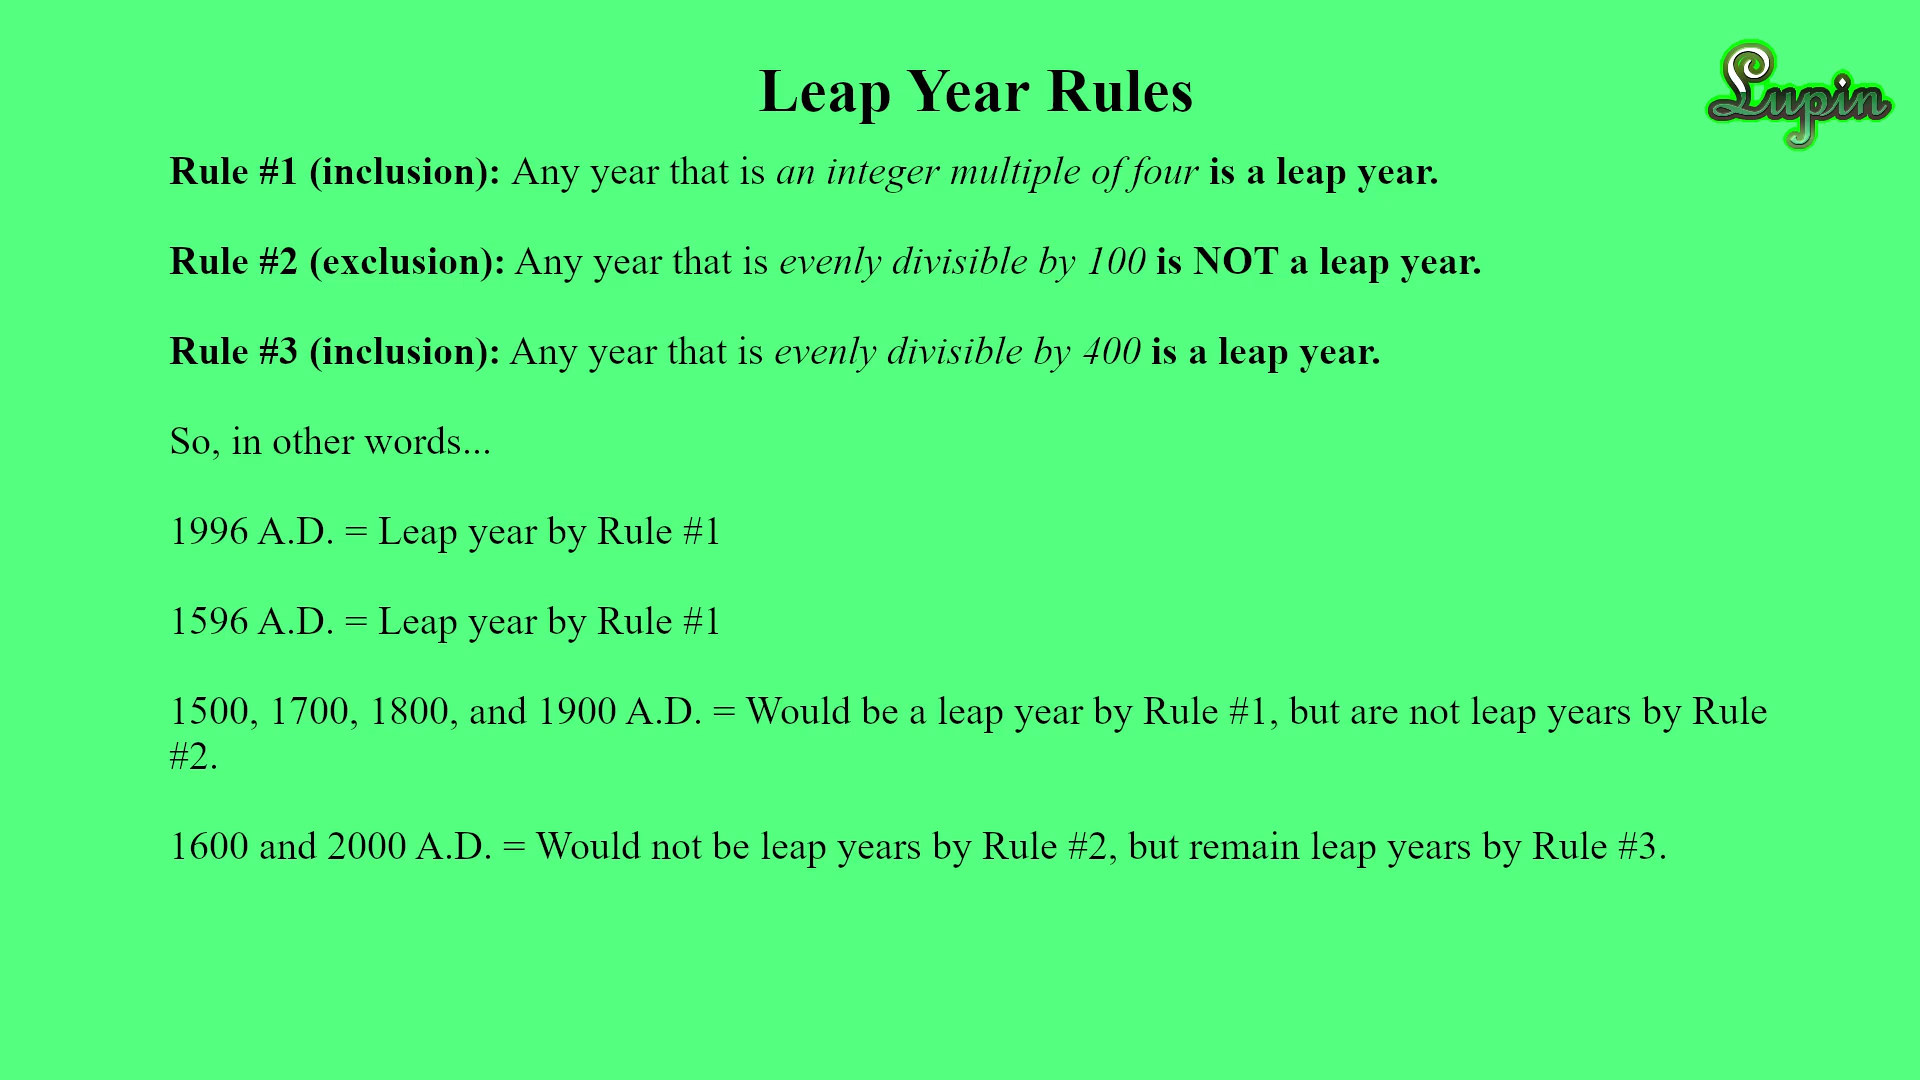 Leap Year Rules
Lupin
Rule #1 (inclusion): Any year that is an integer multiple of four is a leap year.
Rule #2 (exclusion): Any year that is evenly divisible by 100 is NOT a leap year.
Rule #3 (inclusion): Any year that is evenly divisible by 400 is a leap year.
So, in other words...
1996 A.D. = Leap year by Rule #1
1596 A.D. = Leap year by Rule #1
1500, 1700, 1800, and 1900 A.D. = Would be a leap year by Rule #1, but are not leap years by Rule
#2.
1600 and 2000 A.D. = Would not be leap years by Rule #2, but remain leap years by Rule #3.